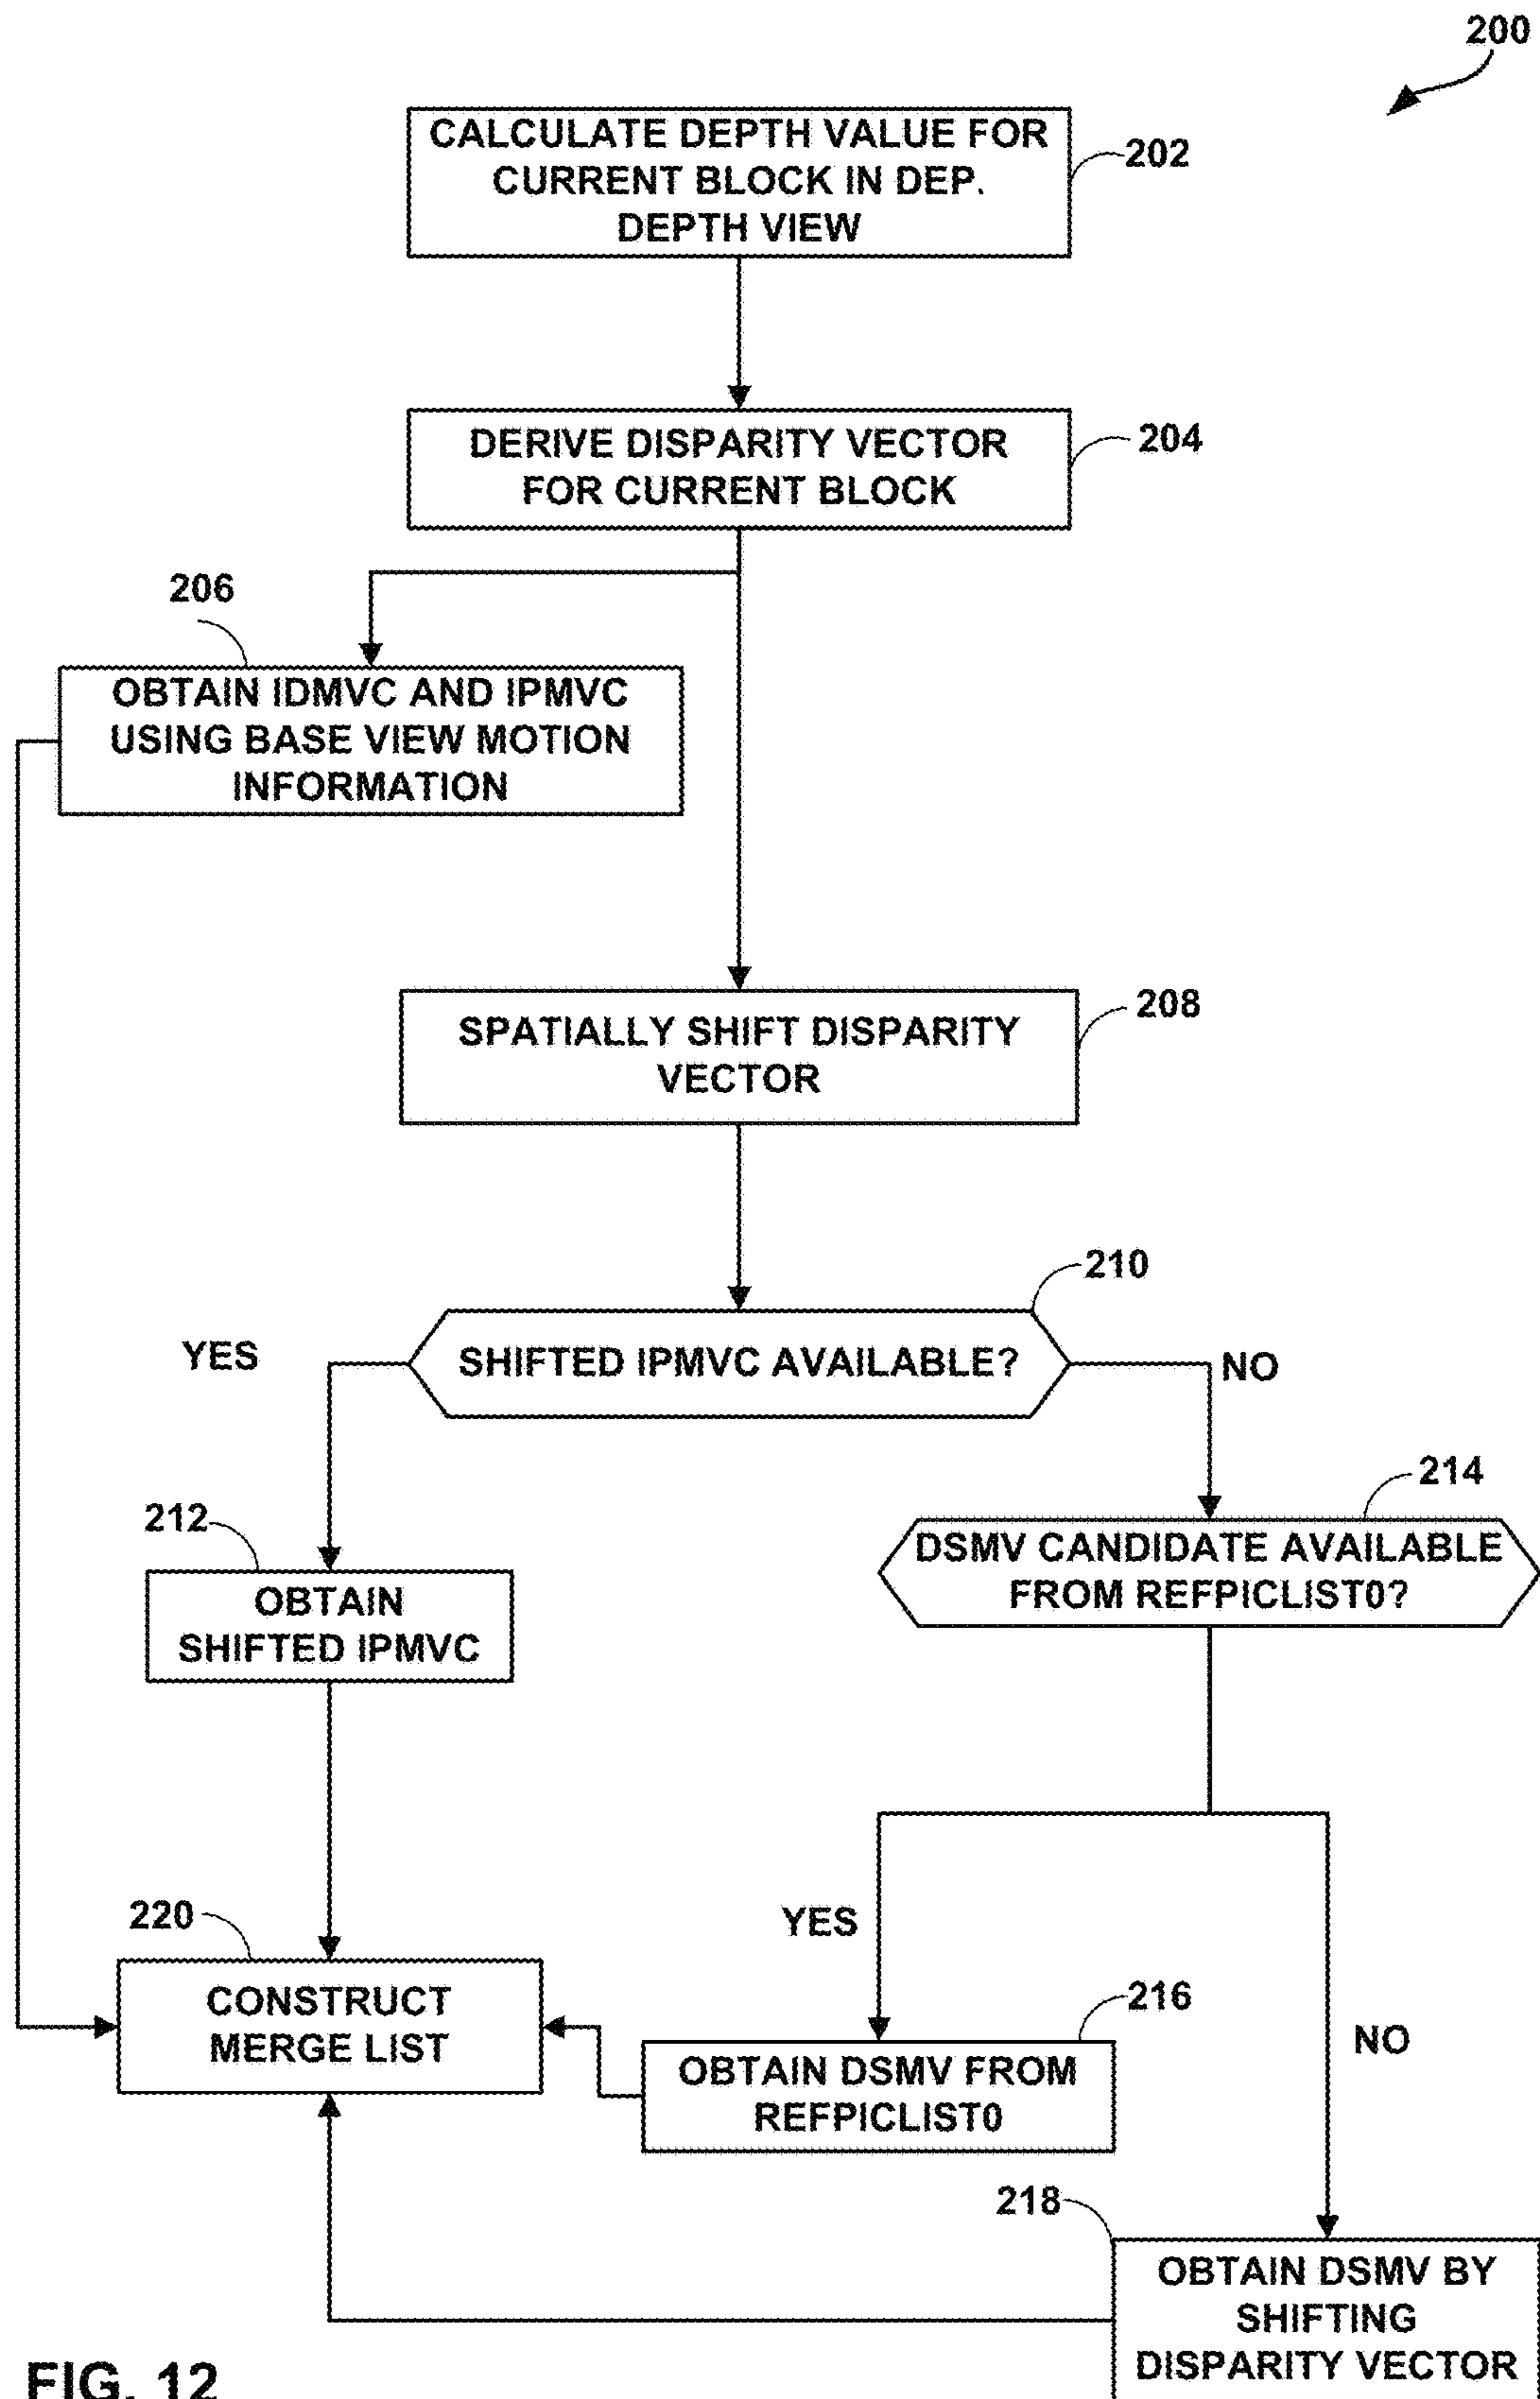 200
CALCULATE DEPTH VALUE FOR
CURRENT BLOCK IN DEP.
DEPTH VIEW
202
DERIVE DISPARITY VECTOR
FOR CURRENT BLOCK
204
206
OBTAIN IDMVC AND IPMVC
USING BASE VIEW MOTION
INFORMATION
SPATIALLY SHIFT DISPARITY
VECTOR
208
210
YES
SHIFTED IPMVC AVAILABLE?
NO
212
OBTAIN
SHIFTED IPMVC
214
DSMV CANDIDATE AVAILABLE
FROM REFPICLIST0?
220
CONSTRUCT
MERGE LIST
YES
216
OBTAIN DSMV FROM
REFPICLIST0
NO
218
OBTAIN DSMV BY
SHIFTING
DISPARITY VECTOR
FIG. 12